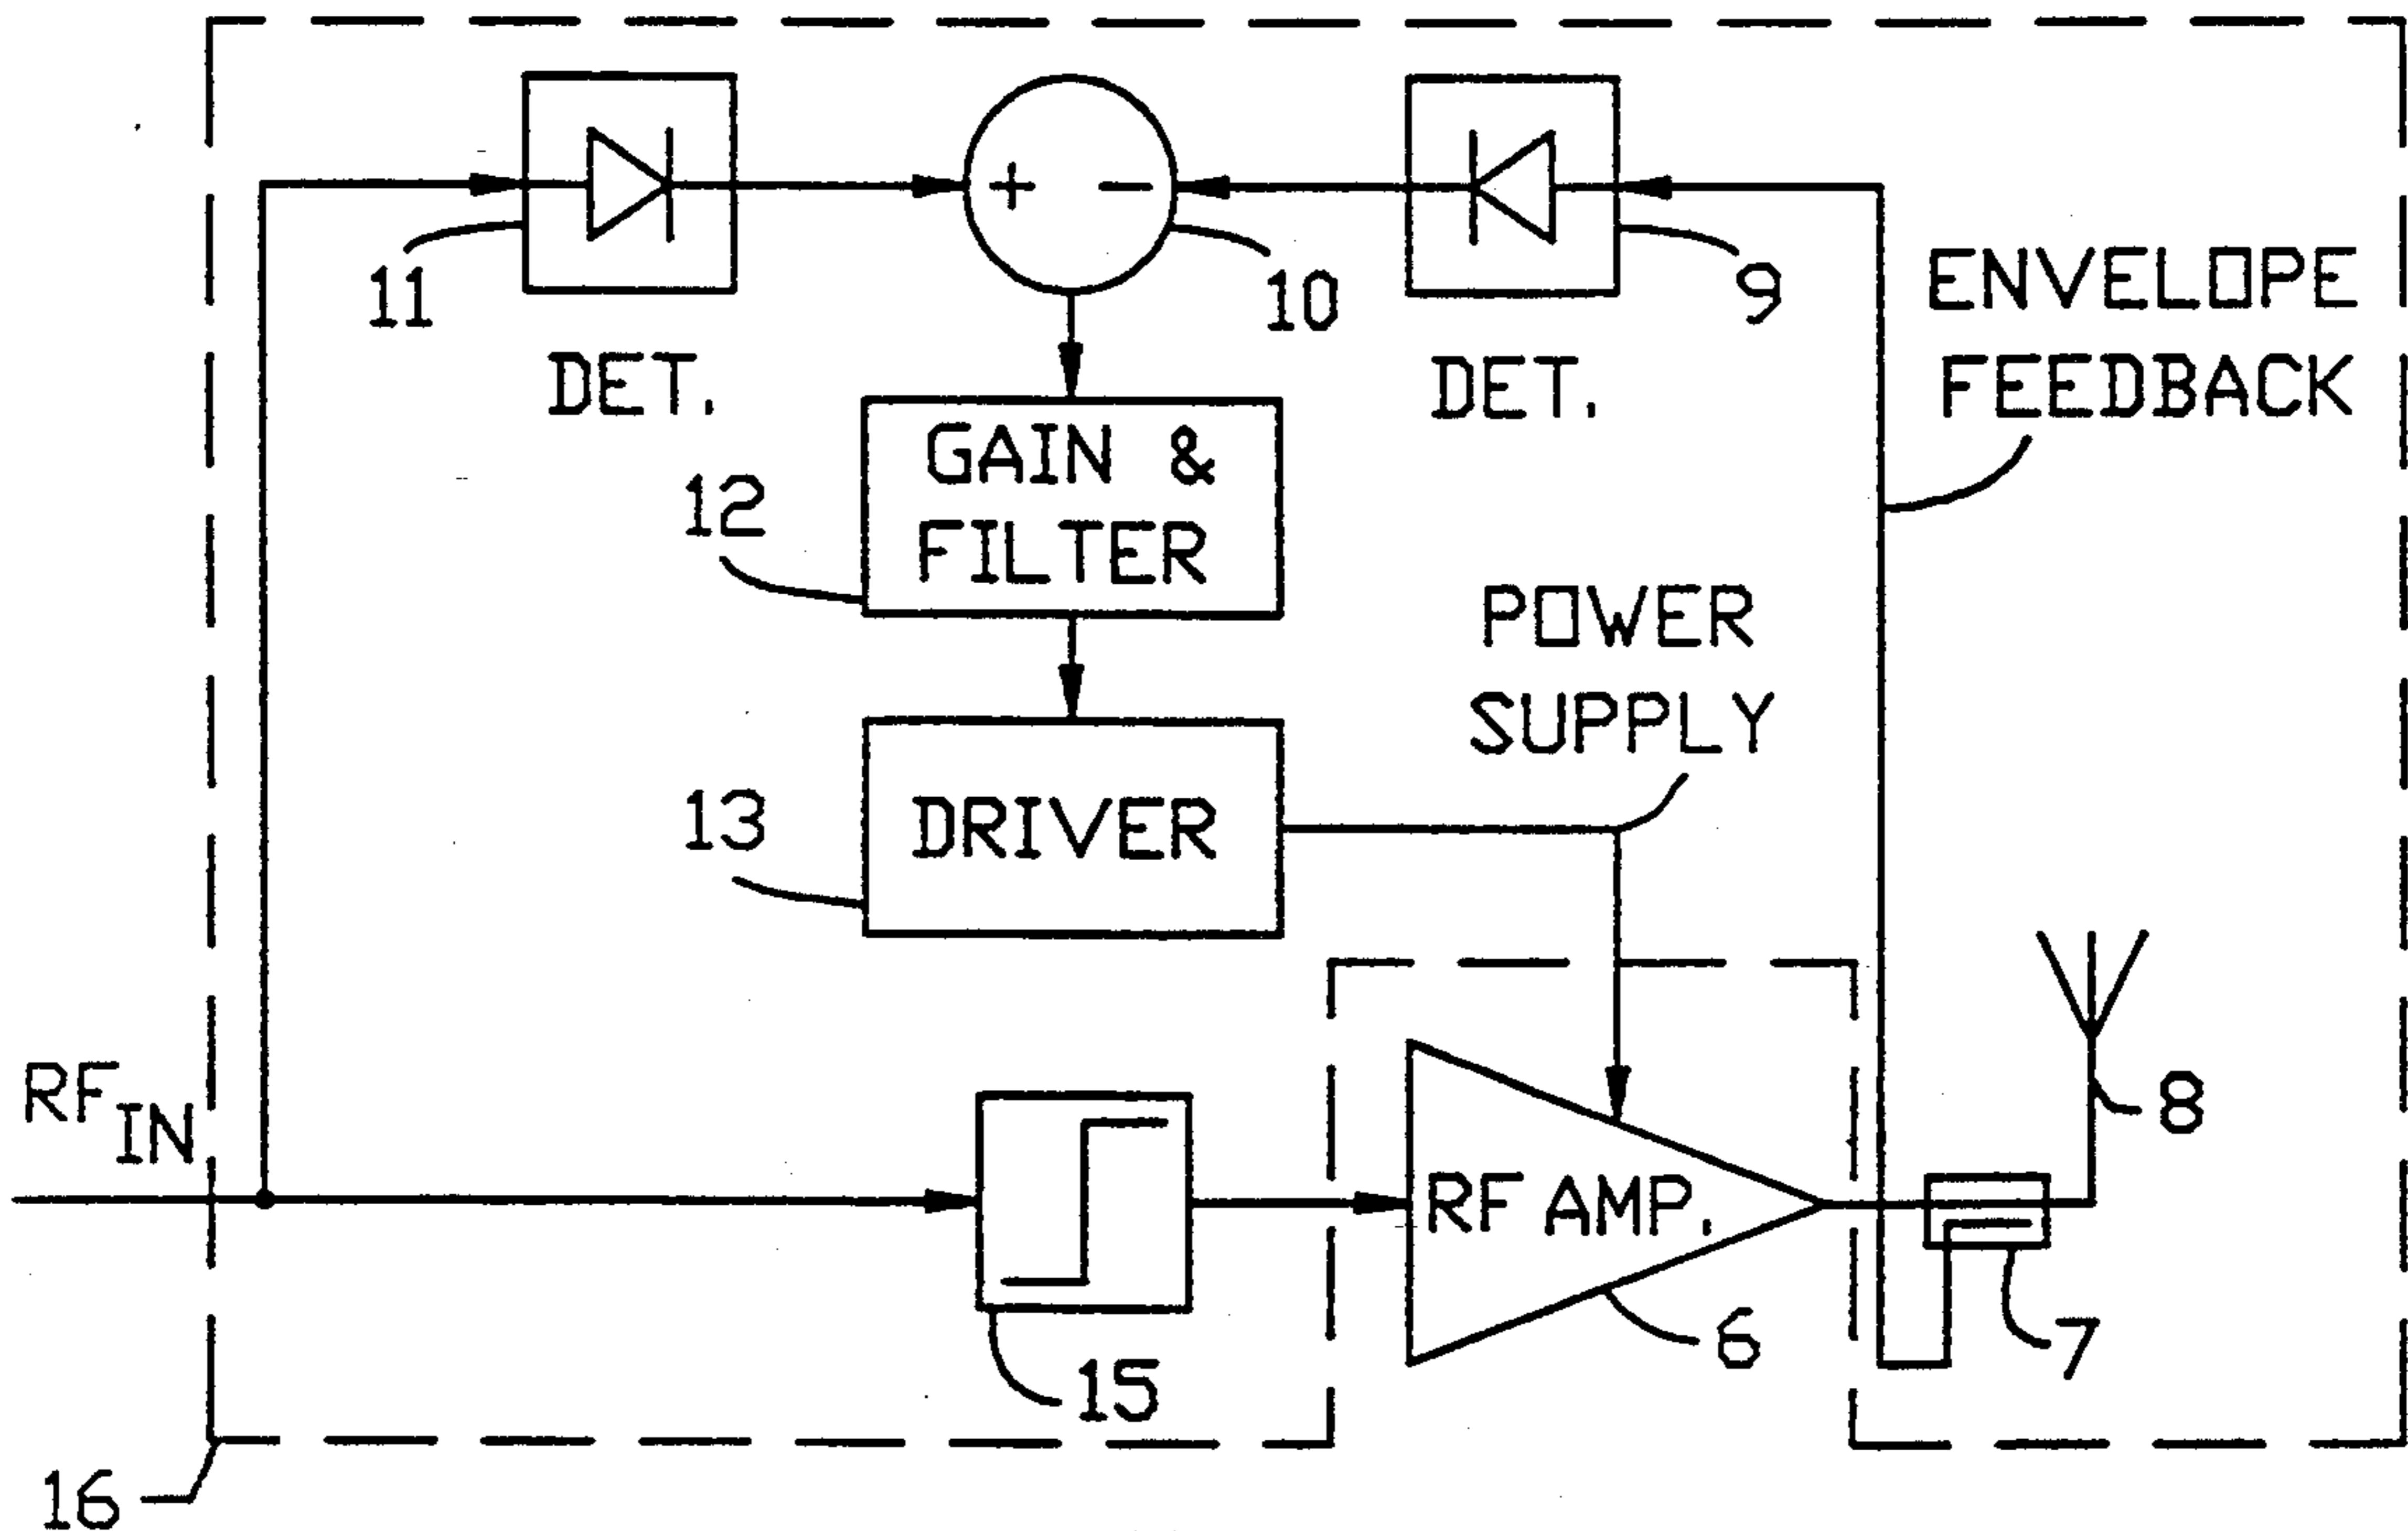 11
10
9
ENVELOPE
FEEDBACK
DET.
DET.
GAIN &
FILTER
12
POWER
SUPPLY
13
DRIVER
RF IN
8
RF AMP.
6
7
15
16